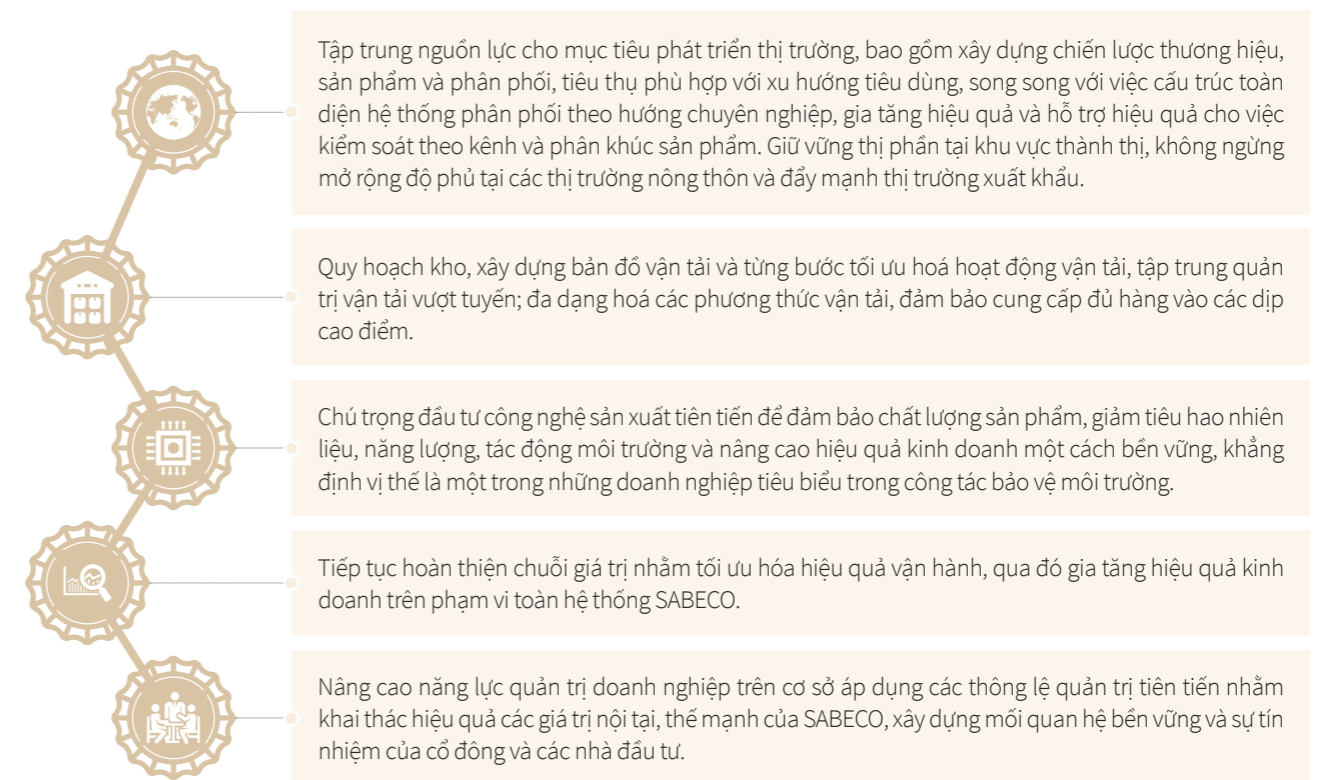 Tập trung nguồn lực cho mục tiêu phát triển thị trường, bao gồm xây dựng chiến lược thương hiệu,
sản phẩm và phân phối, tiêu thụ phù hợp với xu hướng tiêu dùng, song song với việc cấu trúc toàn
diện hệ thống phân phối theo hướng chuyên nghiệp, gia tăng hiệu quả và hỗ trợ hiệu quả cho việc
kiểm soát theo kênh và phân khúc sản phẩm. Giữ vững thị phần tại khu vực thành thị, không ngừng
mở rộng độ phủ tại các thị trường nông thôn và đẩy mạnh thị trường xuất khẩu.
Quy hoạch kho, xây dựng bản đồ vận tải và từng bước tối ưu hoá hoạt động vận tải, tập trung quản
trị vận tải vượt tuyến; đa dạng hoá các phương thức vận tải, đảm bảo cung cấp đủ hàng vào các dịp
cao điểm.
Chú trọng đầu tư công nghệ sản xuất tiên tiến để đảm bảo chất lượng sản phẩm, giảm tiêu hao nhiên
liệu, năng lượng, tác động môi trường và nâng cao hiệu quả kinh doanh một cách bền vững, khẳng
định vị thế là một trong những doanh nghiệp tiêu biểu trong công tác bảo vệ môi trường.
Tiếp tục hoàn thiện chuỗi giá trị nhằm tối ưu hóa hiệu quả vận hành, qua đó gia tăng hiệu quả kinh
doanh trên phạm vi toàn hệ thống SABECO.
Nâng cao năng lực quản trị doanh nghiệp trên cơ sở áp dụng các thông lệ quản trị tiên tiến nhằm
khai thác hiệu quả các giá trị nội tại, thế mạnh của SABECO, xây dựng mối quan hệ bền vững và sự tín
nhiệm của cổ đông và các nhà đầu tư.